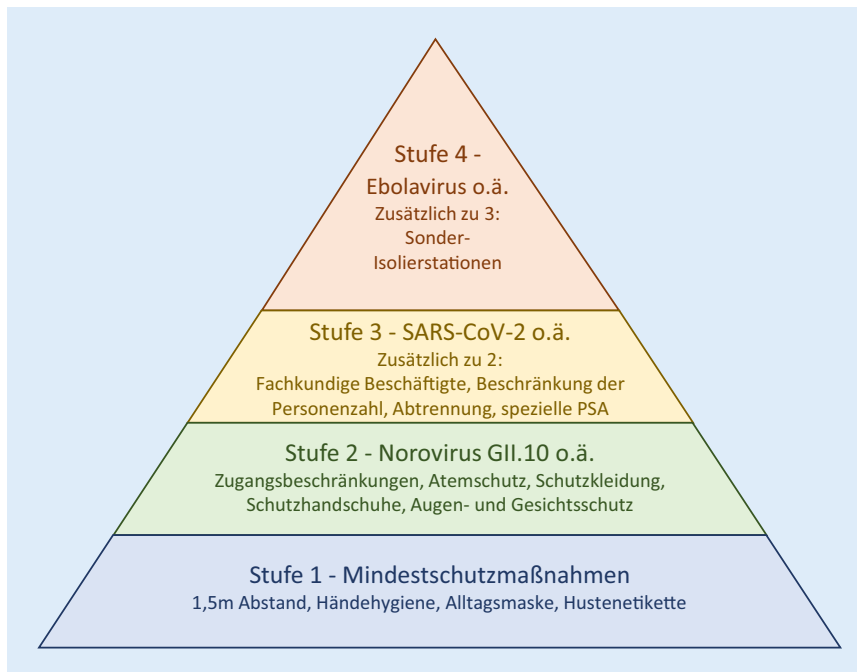 Stufe 4 -
Ebolavirus o.ä.
Zusätzlich zu 3:
Sonder-
Isolierstationen
Stufe 3 - SARS-CoV-2 o.ä.
Zusätzlich zu 2:
Fachkundige Beschäftigte, Beschränkung der
Personenzahl, Abtrennung, spezielle PSA
Stufe 2 - Norovirus GII.10 o.ä.
Zugangsbeschränkungen, Atemschutz, Schutzkleidung,
Schutzhandschuhe, Augen- und Gesichtsschutz
Stufe 1 - Mindestschutzmaßnahmen
1,5m Abstand, Händehygiene, Alltagsmaske, Hustenetikette